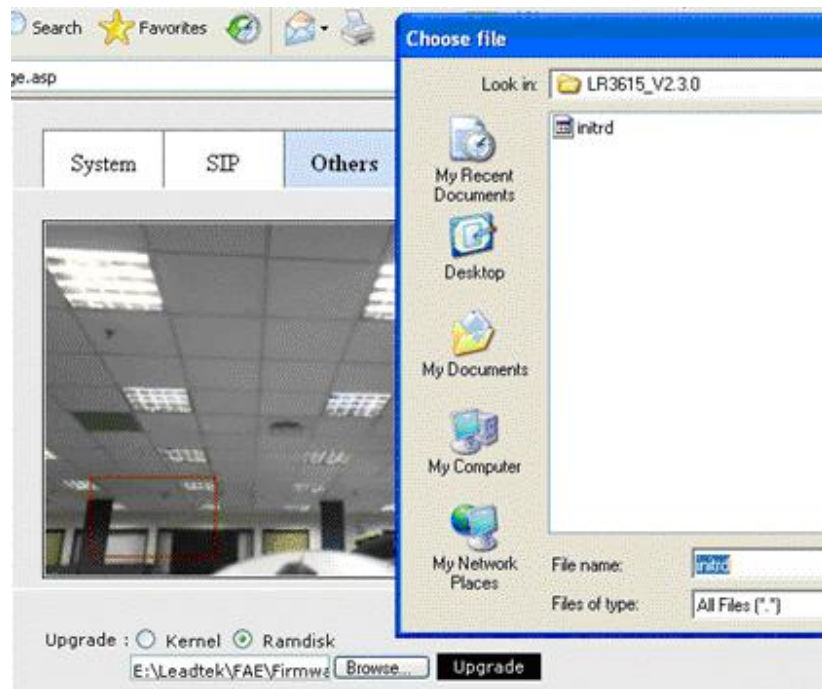 Search Favorites
ge.asp
System SIP Others
Choose file
Look in: LR3615_V2.3.0
initrd
My Recent
Documents
Desktop
My Documents
My Computer
My Network
Places
File name: initrd
Files of type: All Files (*.*)
Upgrade : Kernel Ramdisk
E:\Leadtek\FAE\Firmwa Browse... Upgrade